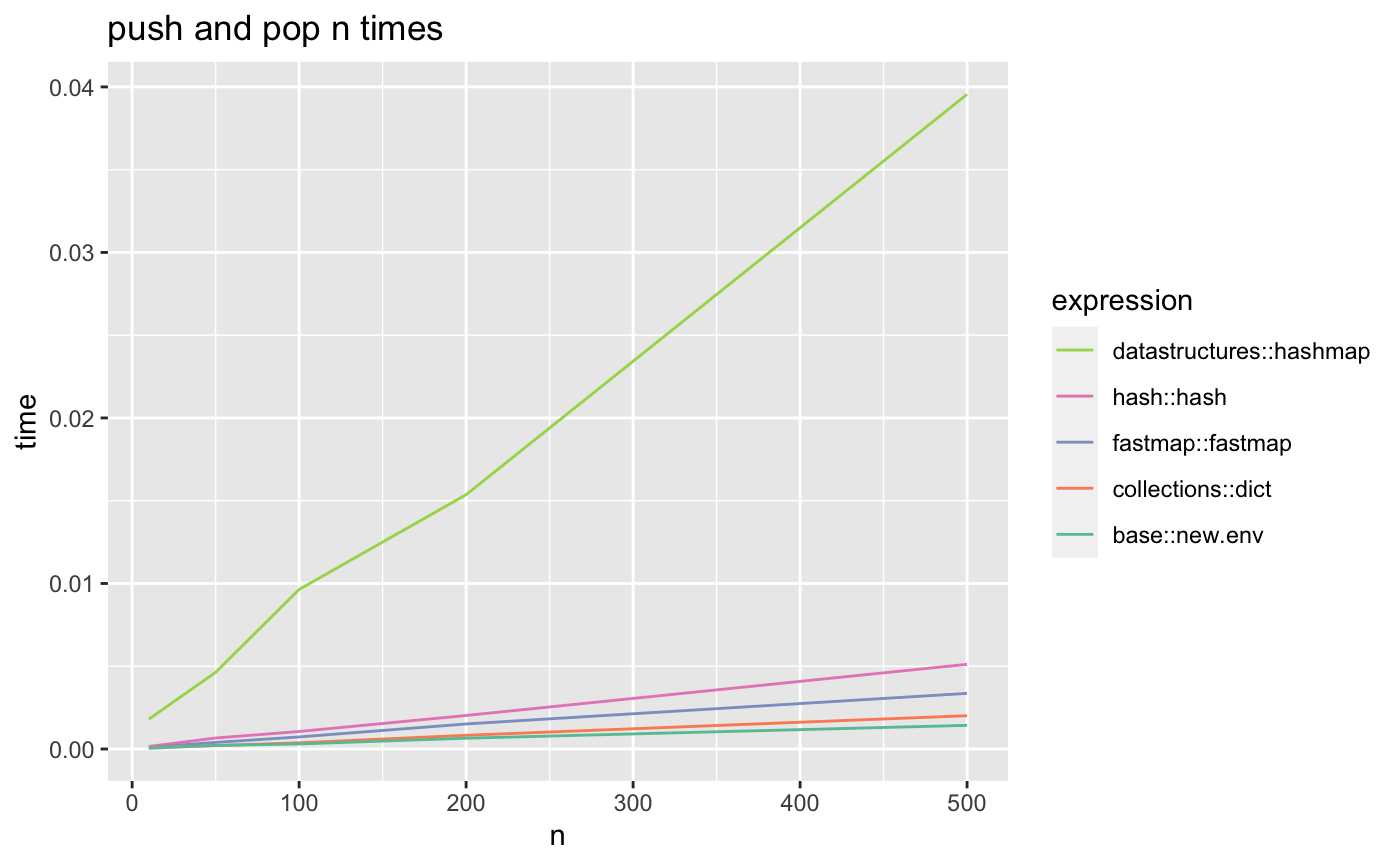 push and pop n times
0.04
0.03
0.02
0.01
0.00
time
0
100
200
300
400
500
n
expression
datastructures::hashmap
hash::hash
fastmap::fastmap
collections::dict
base::new.env